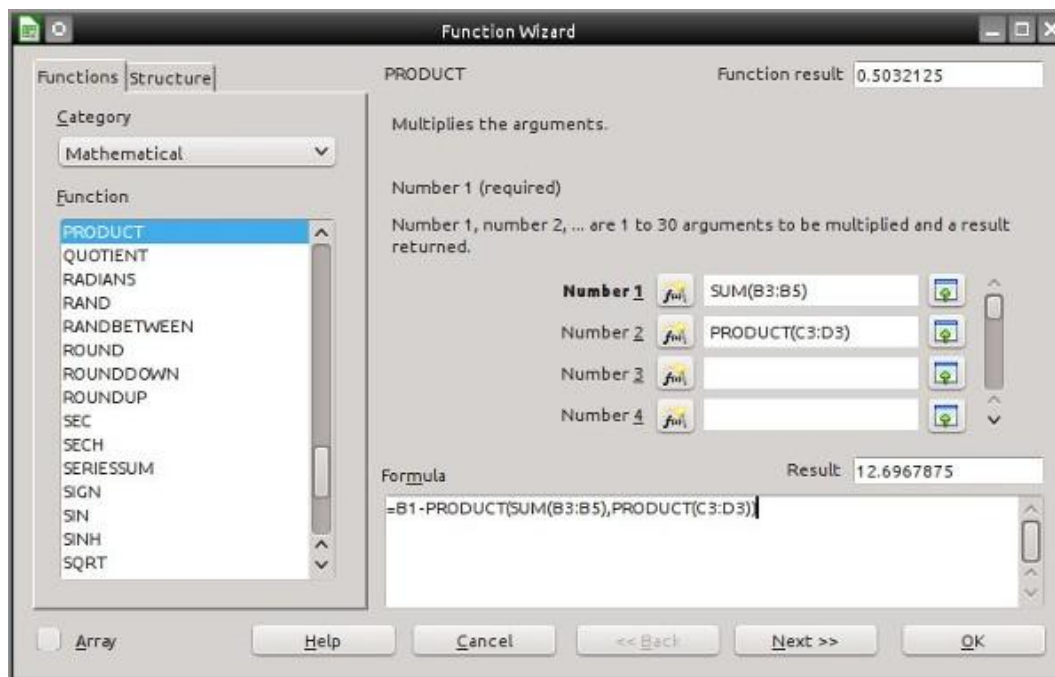 Function Wizard
Functions Structure
Category
Mathematical
Function
PRODUCT
QUOTIENT
RADIANS
RAND
RANDBETWEEN
ROUND
ROUNDDOWN
ROUNDUP
SEC
SECH
SERIESSUM
SIGN
SIN
SINH
SQRT
Array
PRODUCT
Function result 0.5032125
Multiplies the arguments.
Number 1 (required)
Number 1, number 2, ... are 1 to 30 arguments to be multiplied and a result
returned.
Number 1 SUM(B3:B5)
Number 2 PRODUCT(C3:D3)
Number 3
Number 4
Formula
Result 12.6967875
=B1-PRODUCT(SUM(B3:B5),PRODUCT(C3:D3))
Help
Cancel
<< Back
Next >>
OK